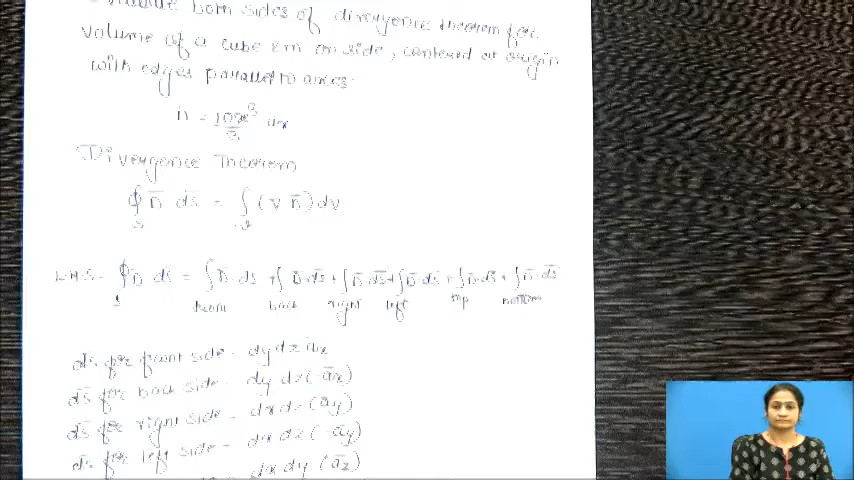 Evaluate both sides of divergence theorem for
volume of a cube 2m on side, centered at origin
with edges parallel to axes.
D̄ = 10x³/3 ax
Divergence Theorem
∮s D̄ ds̄ = ∫v (∇ D̄) dv
L.H.S - ∮s D̄ ds̄ = ∫ D̄ · ds + ∫ D̄ · ds̄ + ∫ D̄ · ds̄ + ∫ D̄ · ds̄ + ∫ D̄ · ds̄ + ∫ D̄ · ds̄
front back right left top bottom
ds̄ for front side - dy dz āx
ds̄ for back side - dy dz (-āx)
ds̄ for right side - dx dz (āy)
ds̄ for left side - dx dz (-āy)
dx dy (āz)